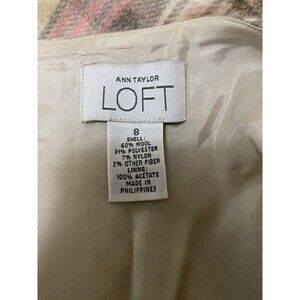 ANN TAYLOR
LOFT
8
SHELL:
60% WOOL
31% POLYESTER
7% NYLON
2% OTHER FIBER
LINING:
100% ACETATE
MADE IN
PHILIPPINES